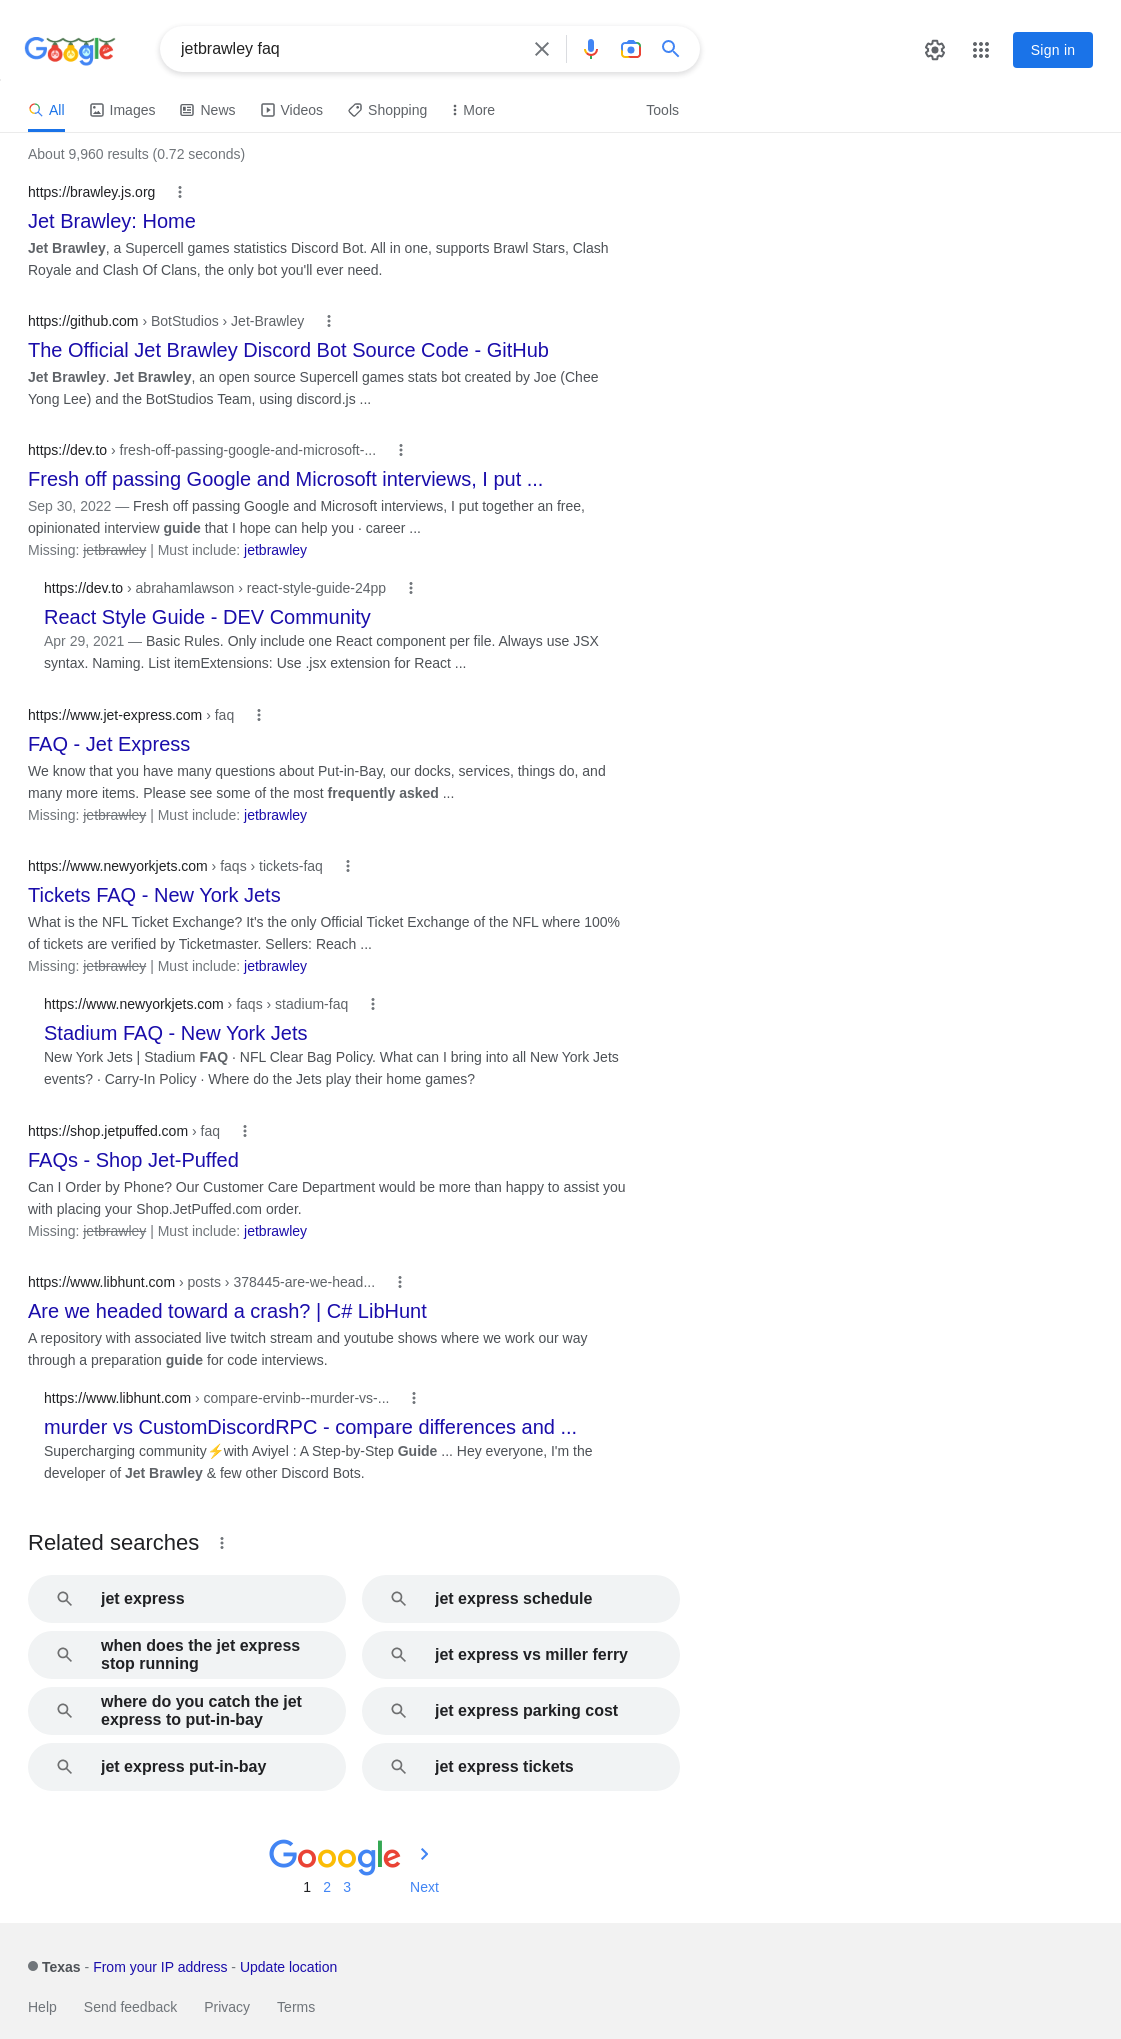 Google
jetbrawley faq
Sign in
All Images News Videos Shopping More Tools
About 9,960 results (0.72 seconds)
https://brawley.js.org
Jet Brawley: Home
Jet Brawley, a Supercell games statistics Discord Bot. All in one, supports Brawl Stars, Clash
Royale and Clash Of Clans, the only bot you'll ever need.
https://github.com › BotStudios › Jet-Brawley
The Official Jet Brawley Discord Bot Source Code - GitHub
Jet Brawley. Jet Brawley, an open source Supercell games stats bot created by Joe (Chee
Yong Lee) and the BotStudios Team, using discord.js ...
https://dev.to › fresh-off-passing-google-and-microsoft-...
Fresh off passing Google and Microsoft interviews, I put ...
Sep 30, 2022 — Fresh off passing Google and Microsoft interviews, I put together an free,
opinionated interview guide that I hope can help you · career ...
Missing: jetbrawley | Must include: jetbrawley
https://dev.to › abrahamlawson › react-style-guide-24pp
React Style Guide - DEV Community
Apr 29, 2021 — Basic Rules. Only include one React component per file. Always use JSX
syntax. Naming. List itemExtensions: Use .jsx extension for React ...
https://www.jet-express.com › faq
FAQ - Jet Express
We know that you have many questions about Put-in-Bay, our docks, services, things do, and
many more items. Please see some of the most frequently asked ...
Missing: jetbrawley | Must include: jetbrawley
https://www.newyorkjets.com › faqs › tickets-faq
Tickets FAQ - New York Jets
What is the NFL Ticket Exchange? It's the only Official Ticket Exchange of the NFL where 100%
of tickets are verified by Ticketmaster. Sellers: Reach ...
Missing: jetbrawley | Must include: jetbrawley
https://www.newyorkjets.com › faqs › stadium-faq
Stadium FAQ - New York Jets
New York Jets | Stadium FAQ · NFL Clear Bag Policy. What can I bring into all New York Jets
events? · Carry-In Policy · Where do the Jets play their home games?
https://shop.jetpuffed.com › faq
FAQs - Shop Jet-Puffed
Can I Order by Phone? Our Customer Care Department would be more than happy to assist you
with placing your Shop.JetPuffed.com order.
Missing: jetbrawley | Must include: jetbrawley
https://www.libhunt.com › posts › 378445-are-we-head...
Are we headed toward a crash? | C# LibHunt
A repository with associated live twitch stream and youtube shows where we work our way
through a preparation guide for code interviews.
https://www.libhunt.com › compare-ervinb--murder-vs-...
murder vs CustomDiscordRPC - compare differences and ...
Supercharging community⚡with Aviyel : A Step-by-Step Guide ... Hey everyone, I'm the
developer of Jet Brawley & few other Discord Bots.
Related searches
jet express
jet express schedule
when does the jet express
stop running
jet express vs miller ferry
where do you catch the jet
express to put-in-bay
jet express parking cost
jet express put-in-bay
jet express tickets
Gooogle
1 2 3 Next
Texas - From your IP address - Update location
Help Send feedback Privacy Terms